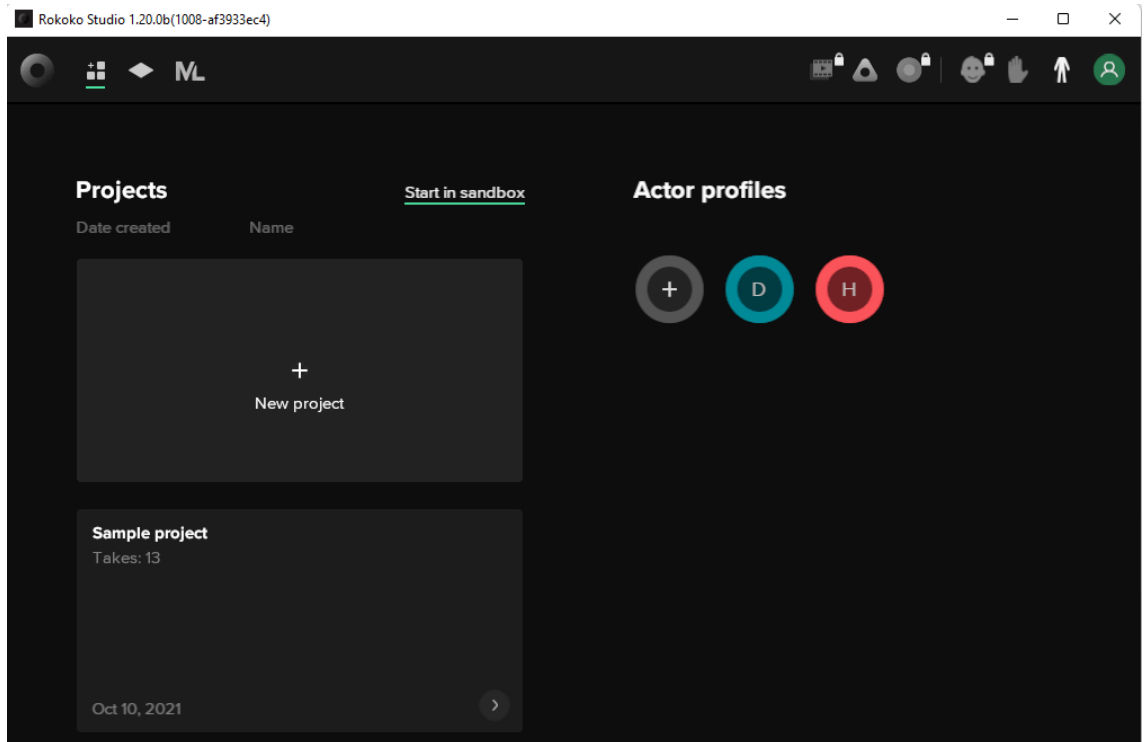 Rokoko Studio 1.20.0b(1008-af3933ec4)
ML
Projects
Start in sandbox
Date created
Name
+
New project
Sample project
Takes: 13
Oct 10, 2021
Actor profiles
+
D
H